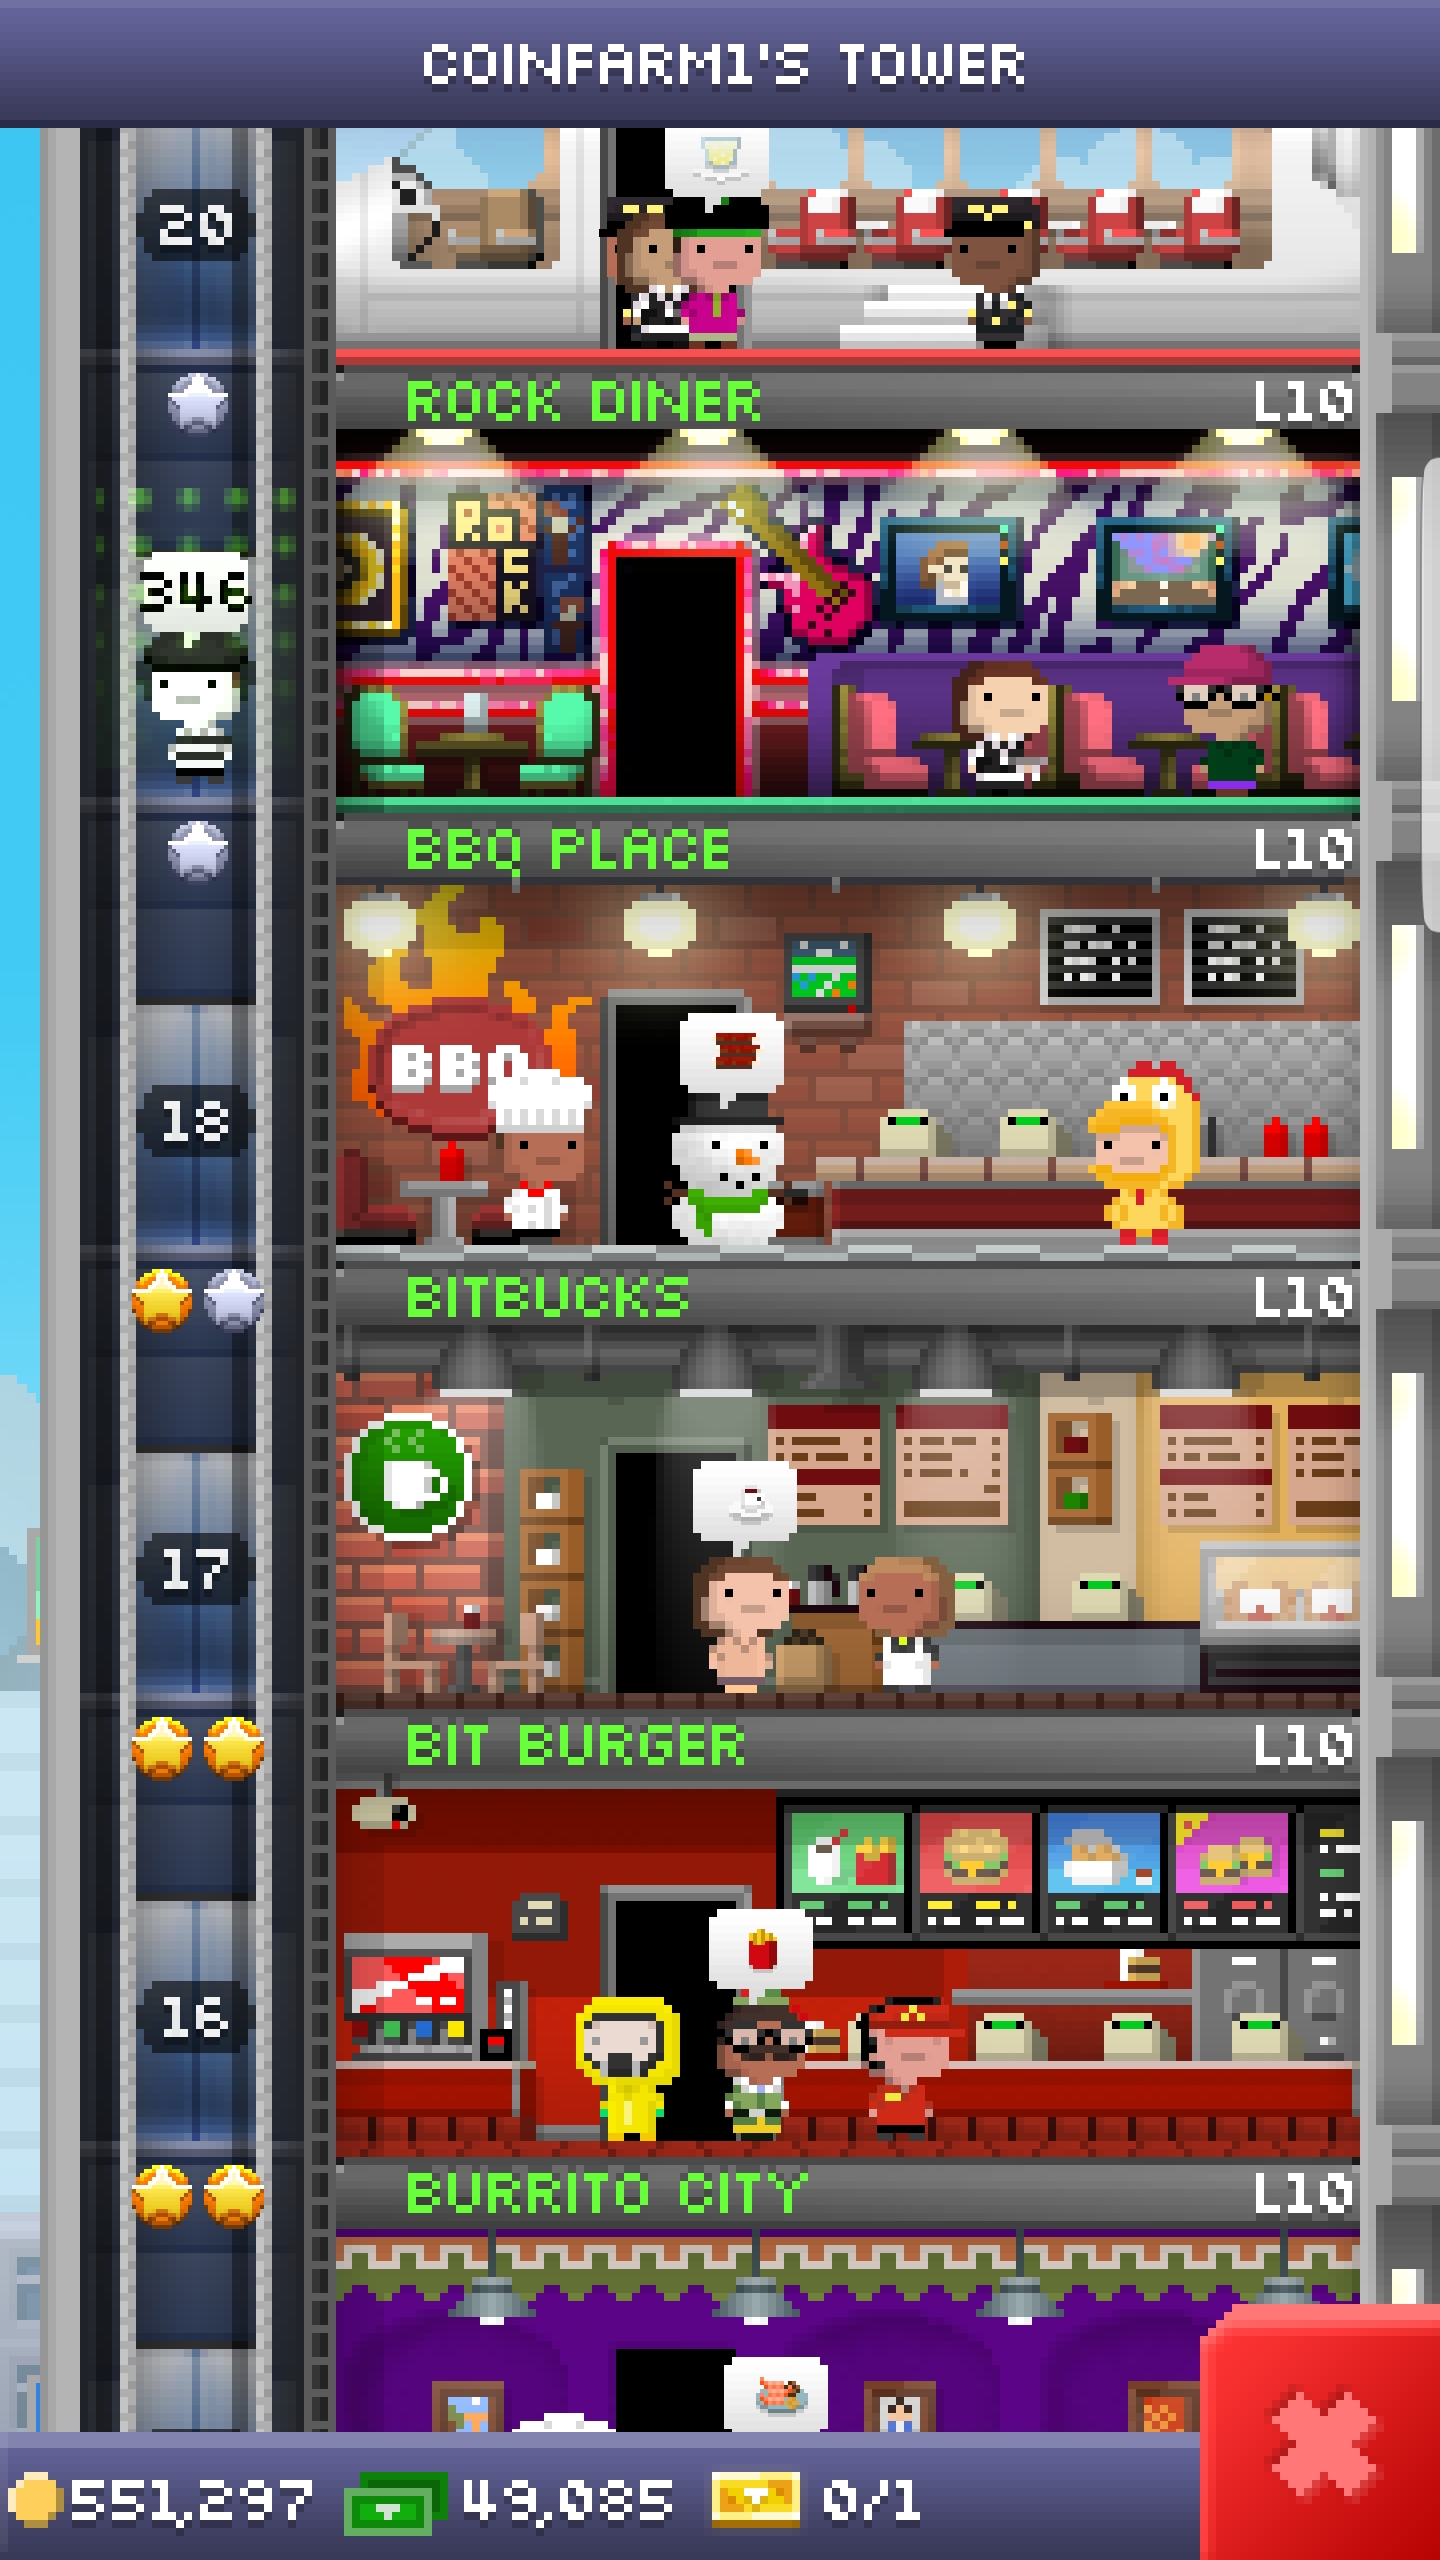 COINFARM1'S TOWER
20
ROCK DINER L10
ROCK
346
BBQ PLACE L10
BBQ
18
BITBUCKS L10
17
BIT BURGER L10
16
BURRITO CITY L10
551,297 49,085 0/1